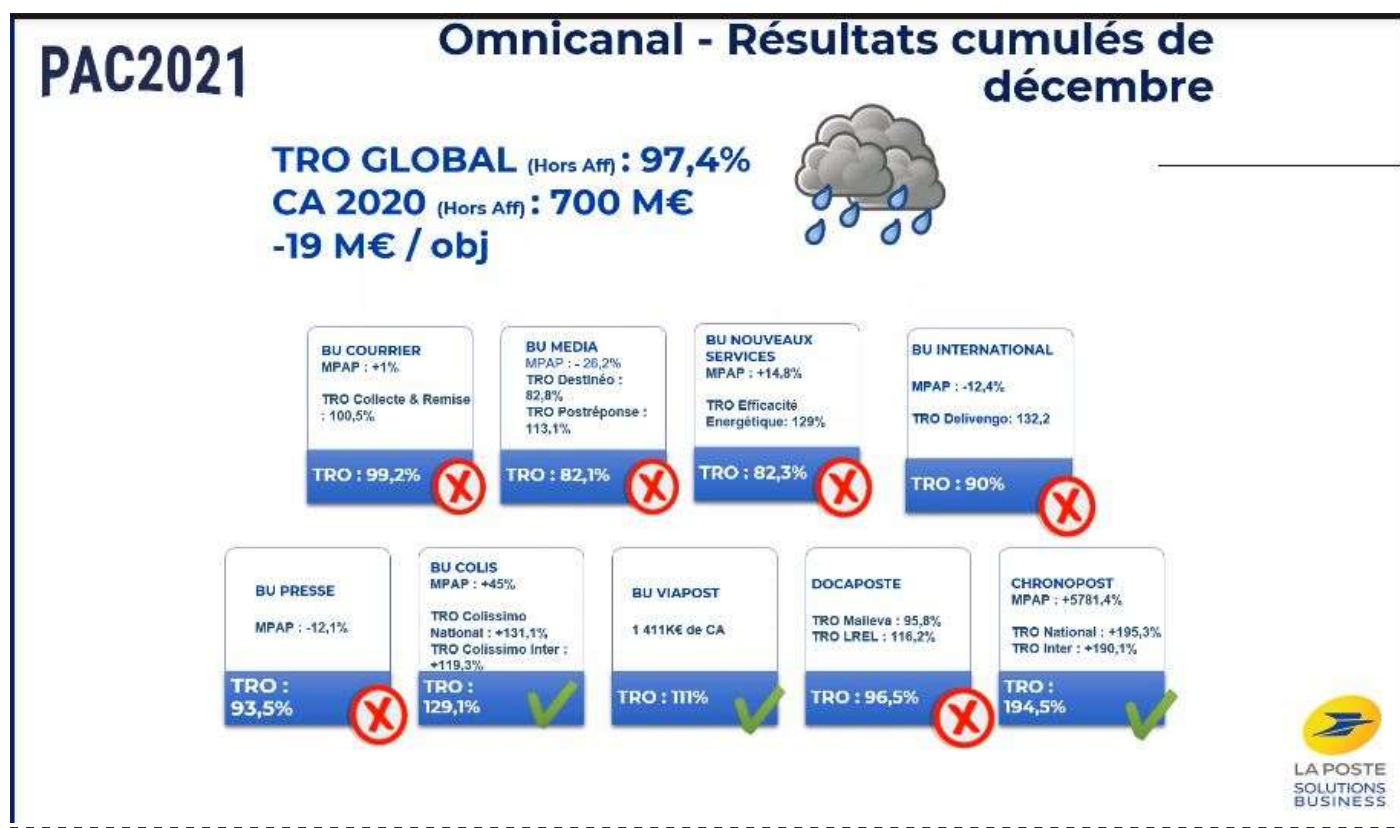 PAC2021
Omnicanal - Résultats cumulés de
décembre
TRO GLOBAL (Hors Aff) : 97,4%
CA 2020 (Hors Aff) : 700 M€
-19 M€ / obj
BU COURRIER
MPAP : +1%
TRO Collecte & Remise
: 100,5%
TRO : 99,2%
BU MEDIA
MPAP : - 26,2%
TRO Destinéo :
82,8%
TRO Postréponse :
113,1%
TRO : 82,1%
BU NOUVEAUX
SERVICES
MPAP : +14,8%
TRO Efficacité
Energétique: 129%
TRO : 82,3%
BU INTERNATIONAL
MPAP : -12,4%
TRO Delivengo: 132,2
TRO : 90%
BU PRESSE
MPAP : -12,1%
TRO :
93,5%
BU COLIS
MPAP : +45%
TRO Colissimo
National : +131,1%
TRO Colissimo Inter :
+119,3%
TRO :
129,1%
BU VIAPOST
1 411K€ de CA
TRO : 111%
DOCAPOSTE
TRO Maileva : 95,8%
TRO LREL : 116,2%
TRO : 96,5%
CHRONOPOST
MPAP : +5781,4%
TRO National : +195,3%
TRO Inter : +190,1%
TRO :
194,5%
LA POSTE
SOLUTIONS
BUSINESS